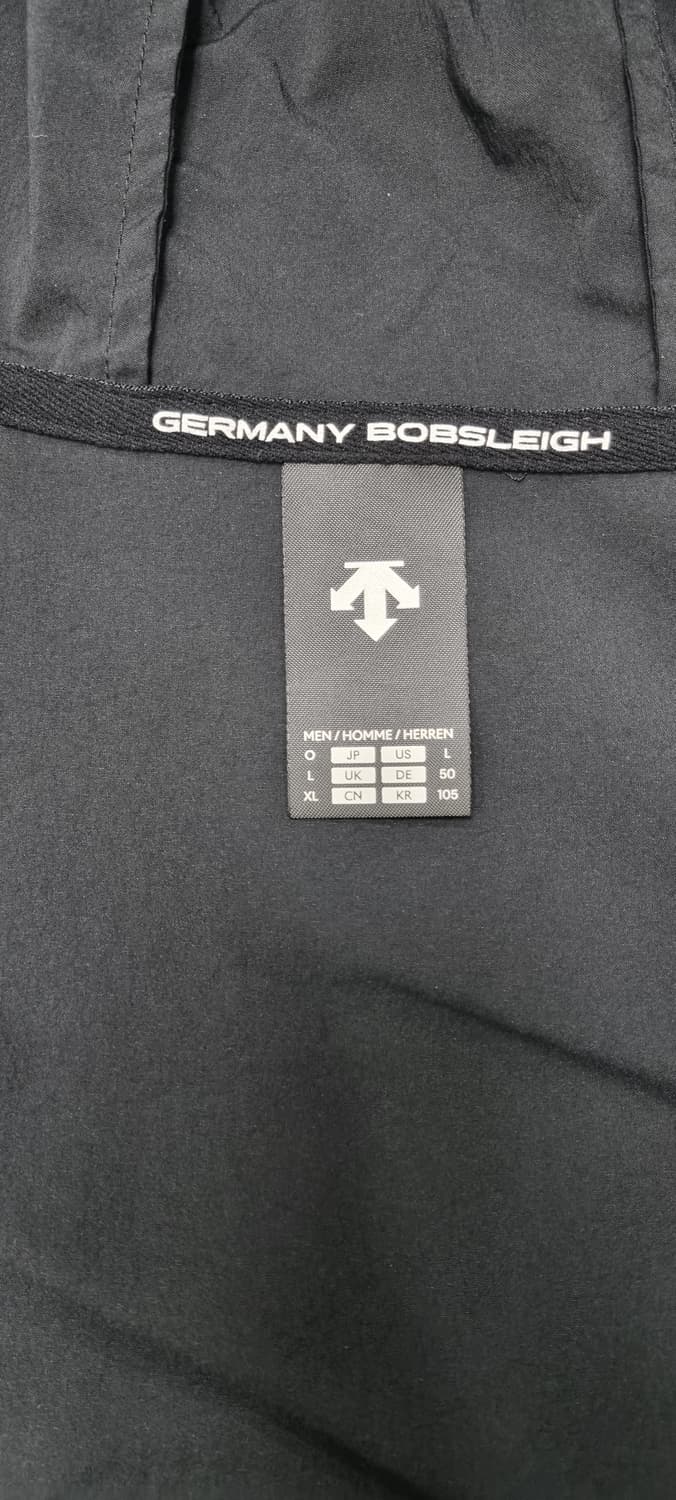 GERMANY BOBSLEIGH
MEN / HOMME / HERREN
O JP US L
L UK DE 50
XL CN KR 105